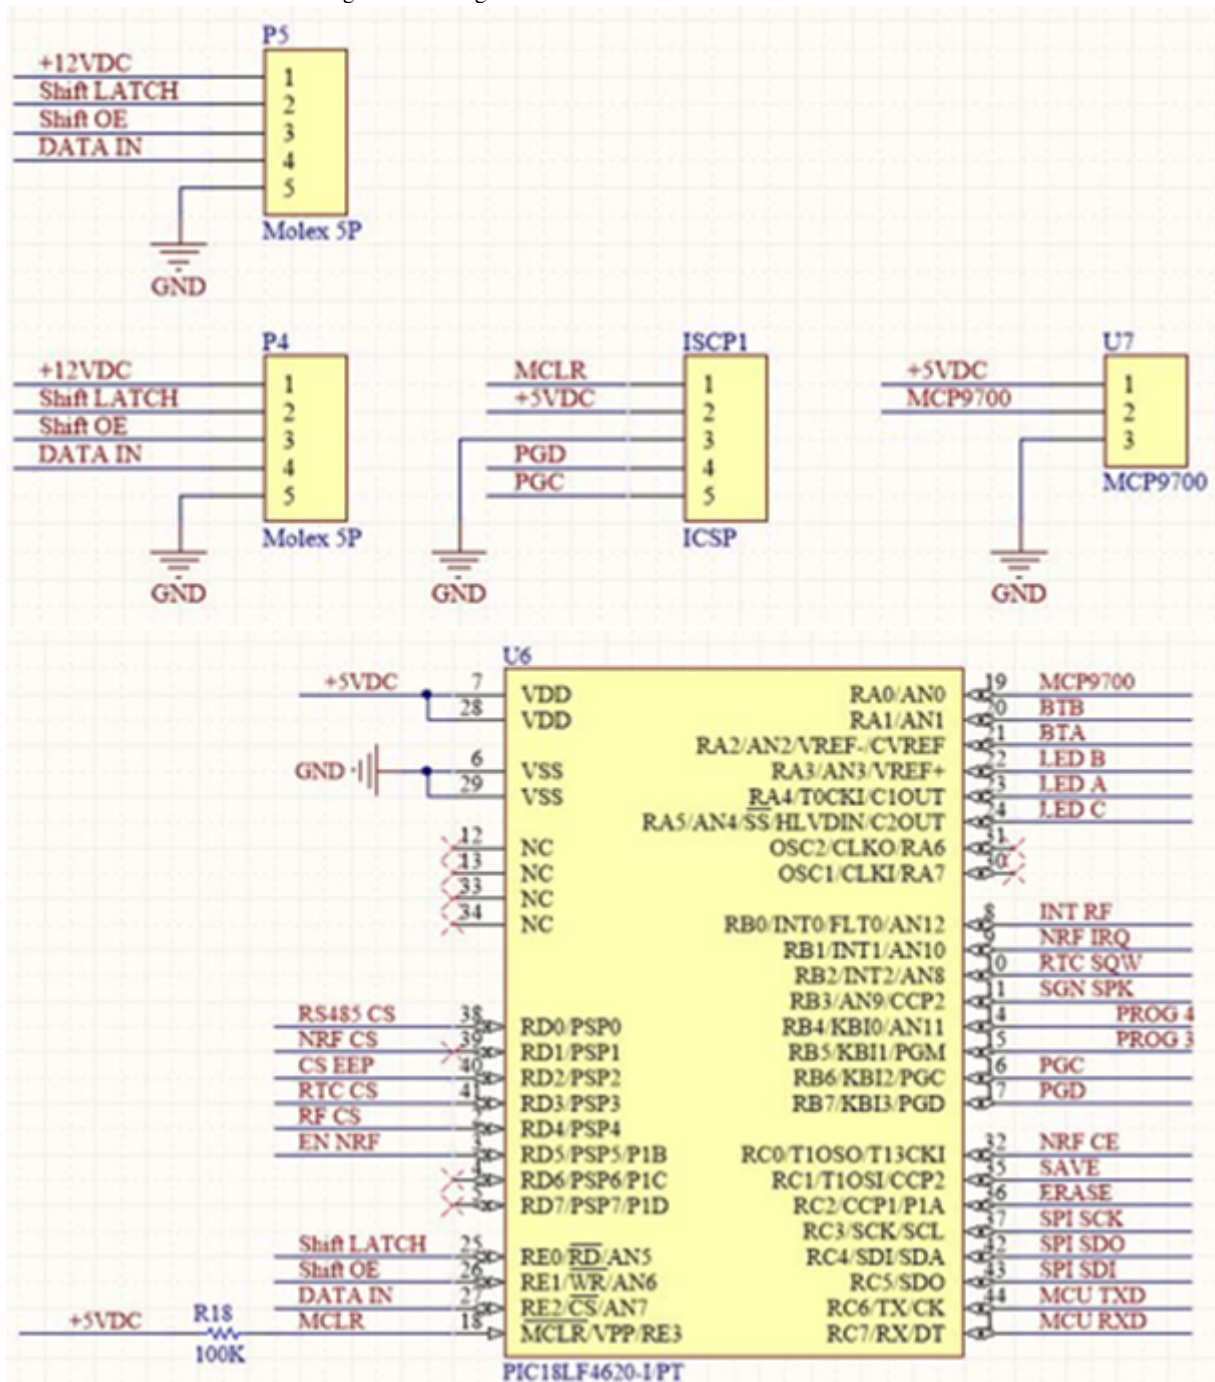 P5
+12VDC
Shift LATCH
Shift OE
DATA IN
1
2
3
4
5
Molex 5P
GND
P4
+12VDC
Shift LATCH
Shift OE
DATA IN
1
2
3
4
5
Molex 5P
GND
ISCP1
MCLR
+5VDC
PGD
PGC
1
2
3
4
5
ICSP
GND
U7
+5VDC
MCP9700
1
2
3
MCP9700
GND
U6
+5VDC 7 VDD RA0/AN0 19 MCP9700
28 VDD RA1/AN1 20 BTB
RA2/AN2/VREF-/CVREF 21 BTA
GND 6 VSS RA3/AN3/VREF+ 22 LED B
29 VSS RA4/T0CKI/C1OUT 23 LED A
RA5/AN4/SS/HLVDIN/C2OUT 24 LED C
12 NC OSC2/CLKO/RA6 31
13 NC OSC1/CLKI/RA7 30
33 NC
34 NC RB0/INT0/FLT0/AN12 8 INT RF
RB1/INT1/AN10 9 NRF IRQ
RB2/INT2/AN8 10 RTC SQW
RB3/AN9/CCP2 11 SGN SPK
RS485 CS 38 RD0/PSP0 RB4/KBI0/AN11 14 PROG 4
NRF CS 39 RD1/PSP1 RB5/KBI1/PGM 15 PROG 3
CS EEP 40 RD2/PSP2 RB6/KBI2/PGC 16 PGC
RTC CS 41 RD3/PSP3 RB7/KBI3/PGD 17 PGD
RF CS RD4/PSP4
EN NRF RD5/PSP5/P1B RC0/T1OSO/T13CKI 32 NRF CE
4 RD6/PSP6/P1C RC1/T1OSI/CCP2 35 SAVE
5 RD7/PSP7/P1D RC2/CCP1/P1A 36 ERASE
RC3/SCK/SCL 37 SPI SCK
Shift LATCH 25 RE0/RD/AN5 RC4/SDI/SDA 42 SPI SDO
Shift OE 26 RE1/WR/AN6 RC5/SDO 43 SPI SDI
DATA IN 27 RE2/CS/AN7 RC6/TX/CK 44 MCU TXD
+5VDC R18 100K MCLR 18 MCLR/VPP/RE3 RC7/RX/DT 1 MCU RXD
PIC18LF4620-I/PT